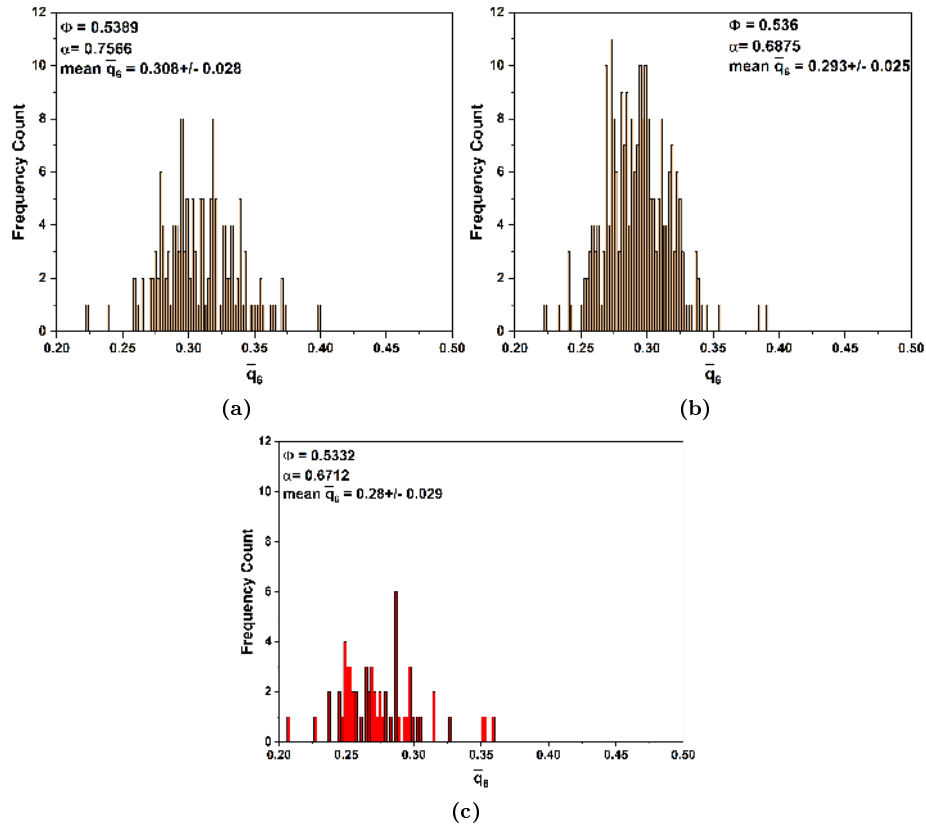 12
10
8
6
4
2
0
Frequency Count
Φ = 0.5389
α= 0.7566
mean q̅₆ = 0.308+/- 0.028
0.20 0.25 0.30 0.35 0.40 0.45 0.50
q̅₆
(a)
12
10
8
6
4
2
0
Frequency Count
Φ = 0.536
α= 0.6875
mean q̅₆ = 0.293+/- 0.025
0.20 0.25 0.30 0.35 0.40 0.45 0.50
q̅₆
(b)
12
10
8
6
4
2
0
Frequency Count
Φ = 0.5332
α= 0.6712
mean q̅₆ = 0.28+/- 0.029
0.20 0.25 0.30 0.35 0.40 0.45 0.50
q̅₆
(c)